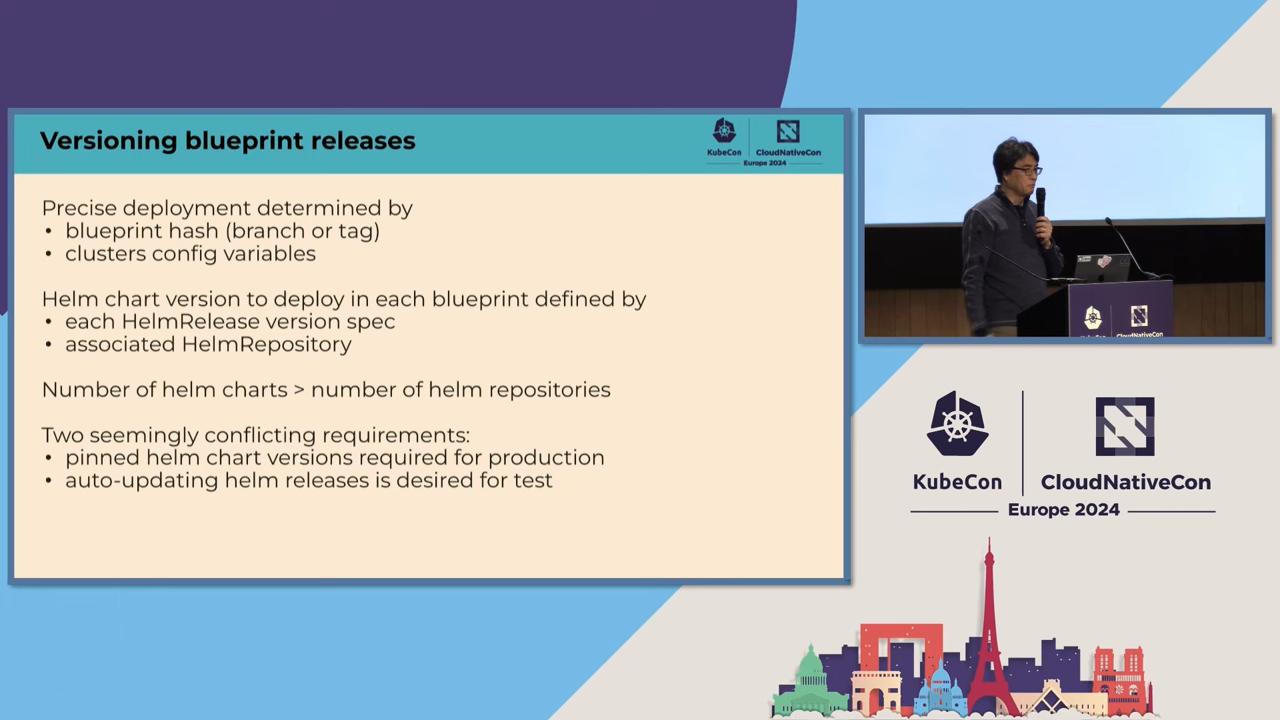 Versioning blueprint releases
KubeCon
CloudNativeCon
Europe 2024
Precise deployment determined by
• blueprint hash (branch or tag)
• clusters config variables
Helm chart version to deploy in each blueprint defined by
• each HelmRelease version spec
• associated HelmRepository
Number of helm charts > number of helm repositories
Two seemingly conflicting requirements:
• pinned helm chart versions required for production
• auto-updating helm releases is desired for test
KubeCon
CloudNativeCon
Europe 2024